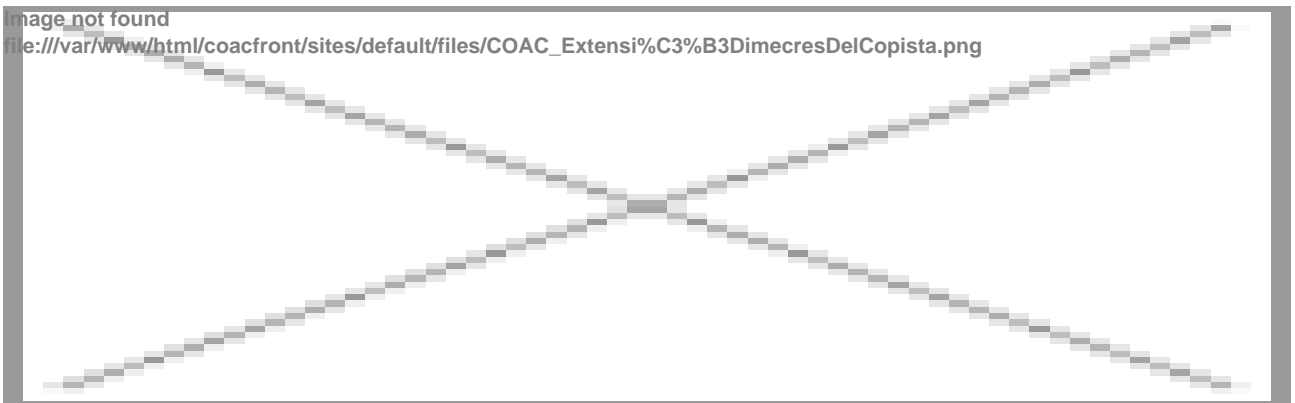 Image not found
file:///var/www/html/coacfront/sites/default/files/COAC_Extensi%C3%B3DimecresDelCopista.png